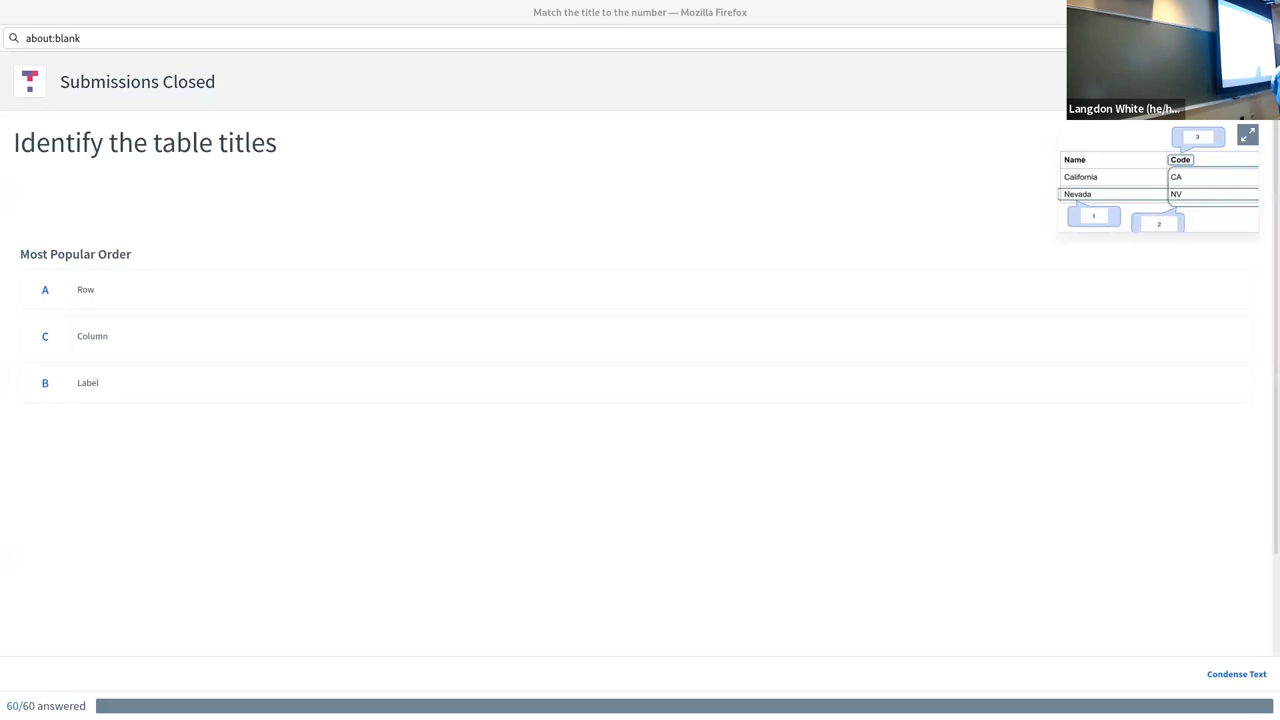 Match the title to the number — Mozilla Firefox
about:blank
Submissions Closed
Langdon White (he/h...
Identify the table titles
3
Name Code
California CA
Nevada NV
1
2
Most Popular Order
A Row
C Column
B Label
Condense Text
60/60 answered